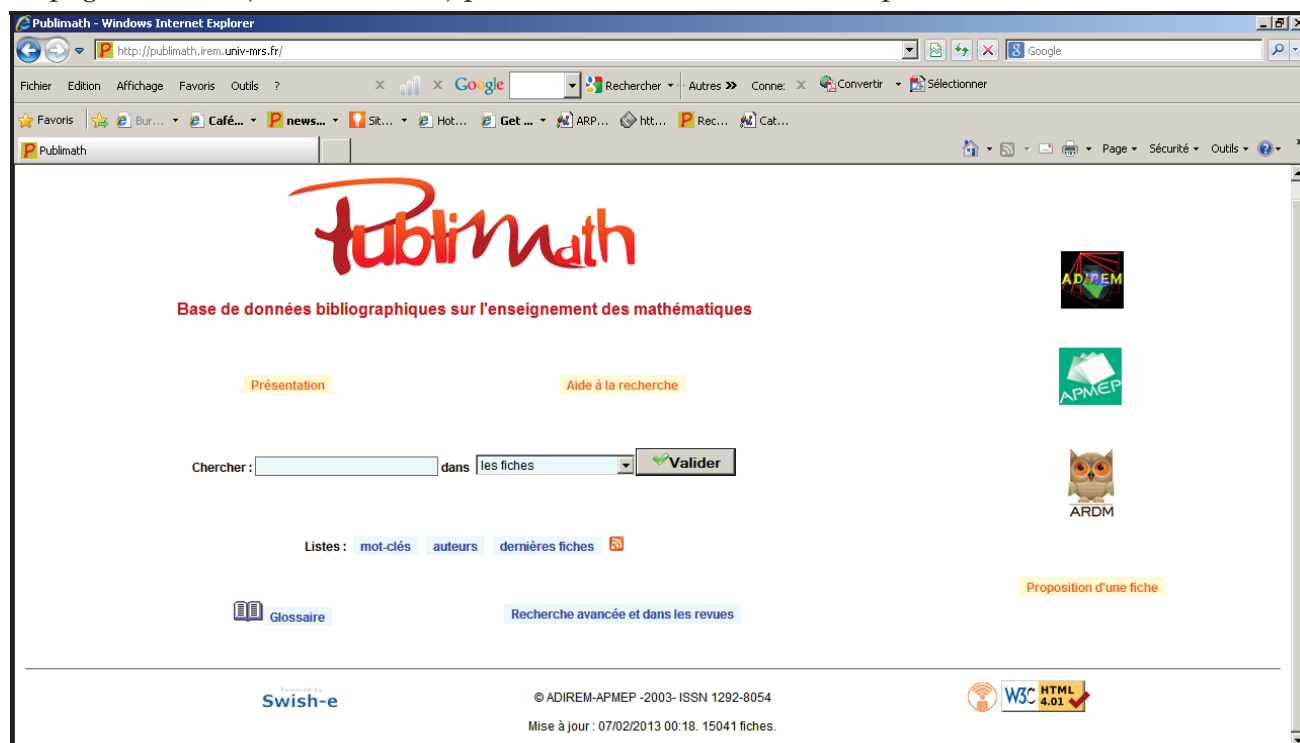 Publimath - Windows Internet Explorer
http://publimath.irem.univ-mrs.fr/
Google
Fichier Edition Affichage Favoris Outils ? x x Google Rechercher Autres >> Conne: x Convertir Sélectionner
Favoris Bur... Café... news... Sit... Hot... Get ... ARP... htt... Rec... Cat...
Publimath
Page Sécurité Outils
PubliMath
ADIREM
Base de données bibliographiques sur l'enseignement des mathématiques
APMEP
Présentation Aide à la recherche
Chercher : dans les fiches Valider
ARDM
Listes : mot-clés auteurs dernières fiches
Proposition d'une fiche
Glossaire Recherche avancée et dans les revues
Powered by
Swish-e
© ADIREM-APMEP -2003- ISSN 1292-8054
W3C HTML 4.01
Mise à jour : 07/02/2013 00:18. 15041 fiches.